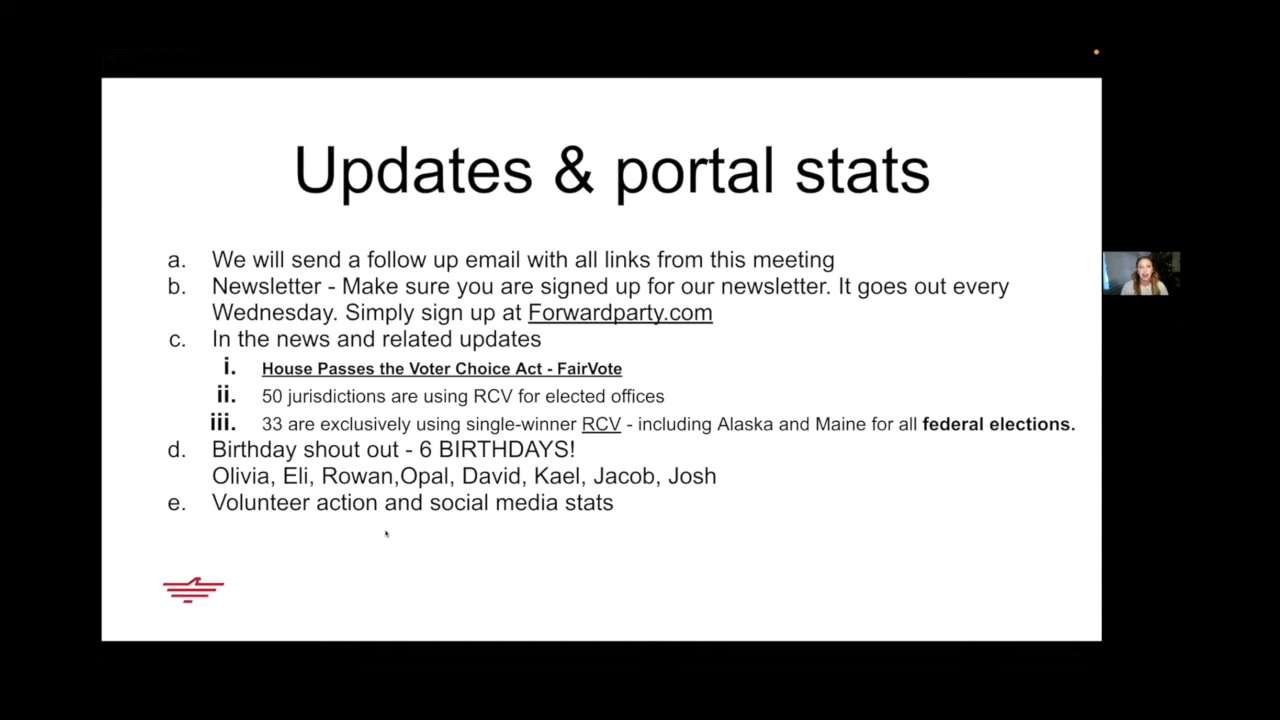 Updates & portal stats
a. We will send a follow up email with all links from this meeting
b. Newsletter - Make sure you are signed up for our newsletter. It goes out every
Wednesday. Simply sign up at Forwardparty.com
c. In the news and related updates
i. House Passes the Voter Choice Act - FairVote
ii. 50 jurisdictions are using RCV for elected offices
iii. 33 are exclusively using single-winner RCV - including Alaska and Maine for all federal elections.
d. Birthday shout out - 6 BIRTHDAYS!
Olivia, Eli, Rowan,Opal, David, Kael, Jacob, Josh
e. Volunteer action and social media stats